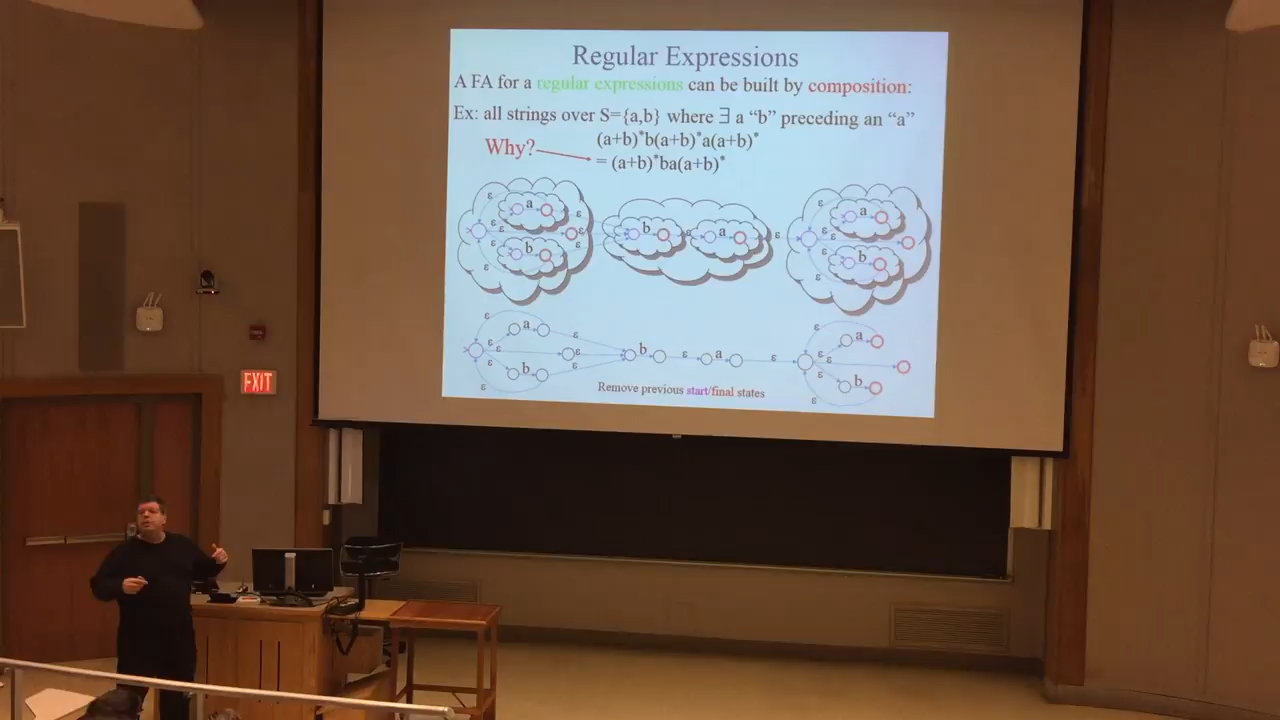 Regular Expressions
A FA for a regular expressions can be built by composition:
Ex: all strings over S={a,b} where ∃ a “b” preceding an “a”
(a+b)*b(a+b)*a(a+b)*
Why?
= (a+b)*ba(a+b)*
ε a ε ε ε ε ε b ε ε
b ε a ε
ε a ε ε ε b ε
ε a ε ε ε ε ε b ε ε
b ε a ε
ε a ε ε ε b ε
Remove previous start/final states
EXIT